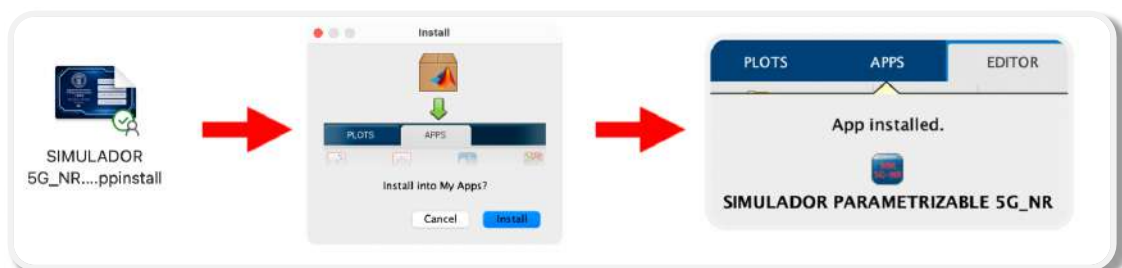 SIMULADOR
5G_NR....ppinstall
Install
PLOTS APPS
Install into My Apps?
Cancel Install
PLOTS APPS EDITOR
App installed.
SIMULADOR PARAMETRIZABLE 5G_NR